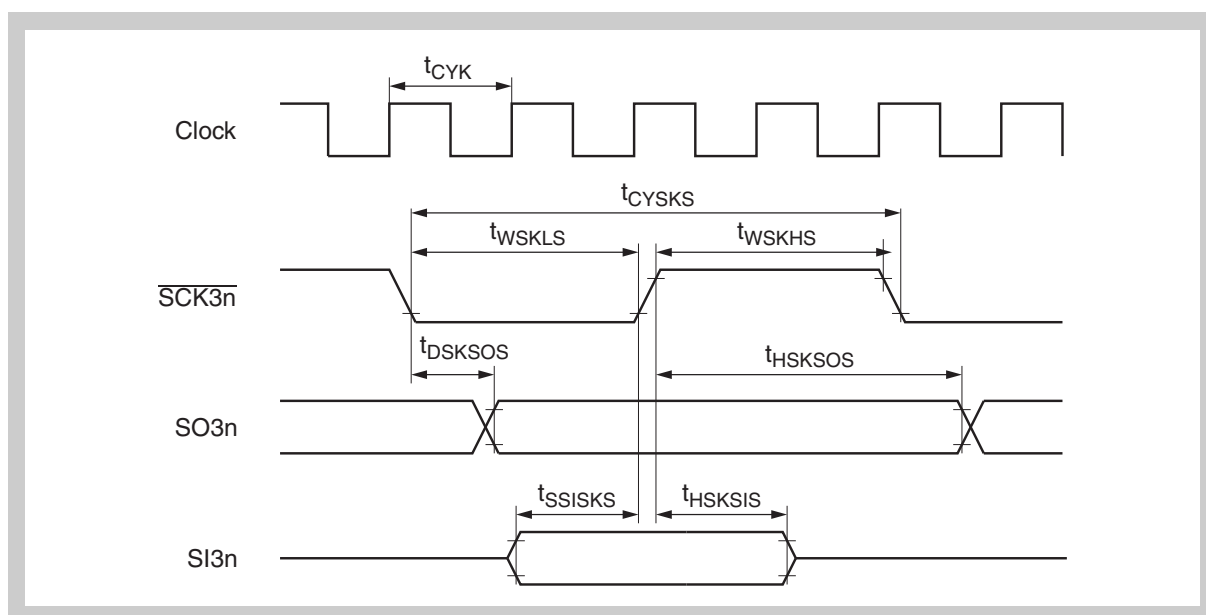 tCYK
Clock
tCYSKS
tWSKLS
tWSKHS
SCK3n
tDSKSOS
tHSKSOS
SO3n
tSSISKS
tHSKSIS
SI3n